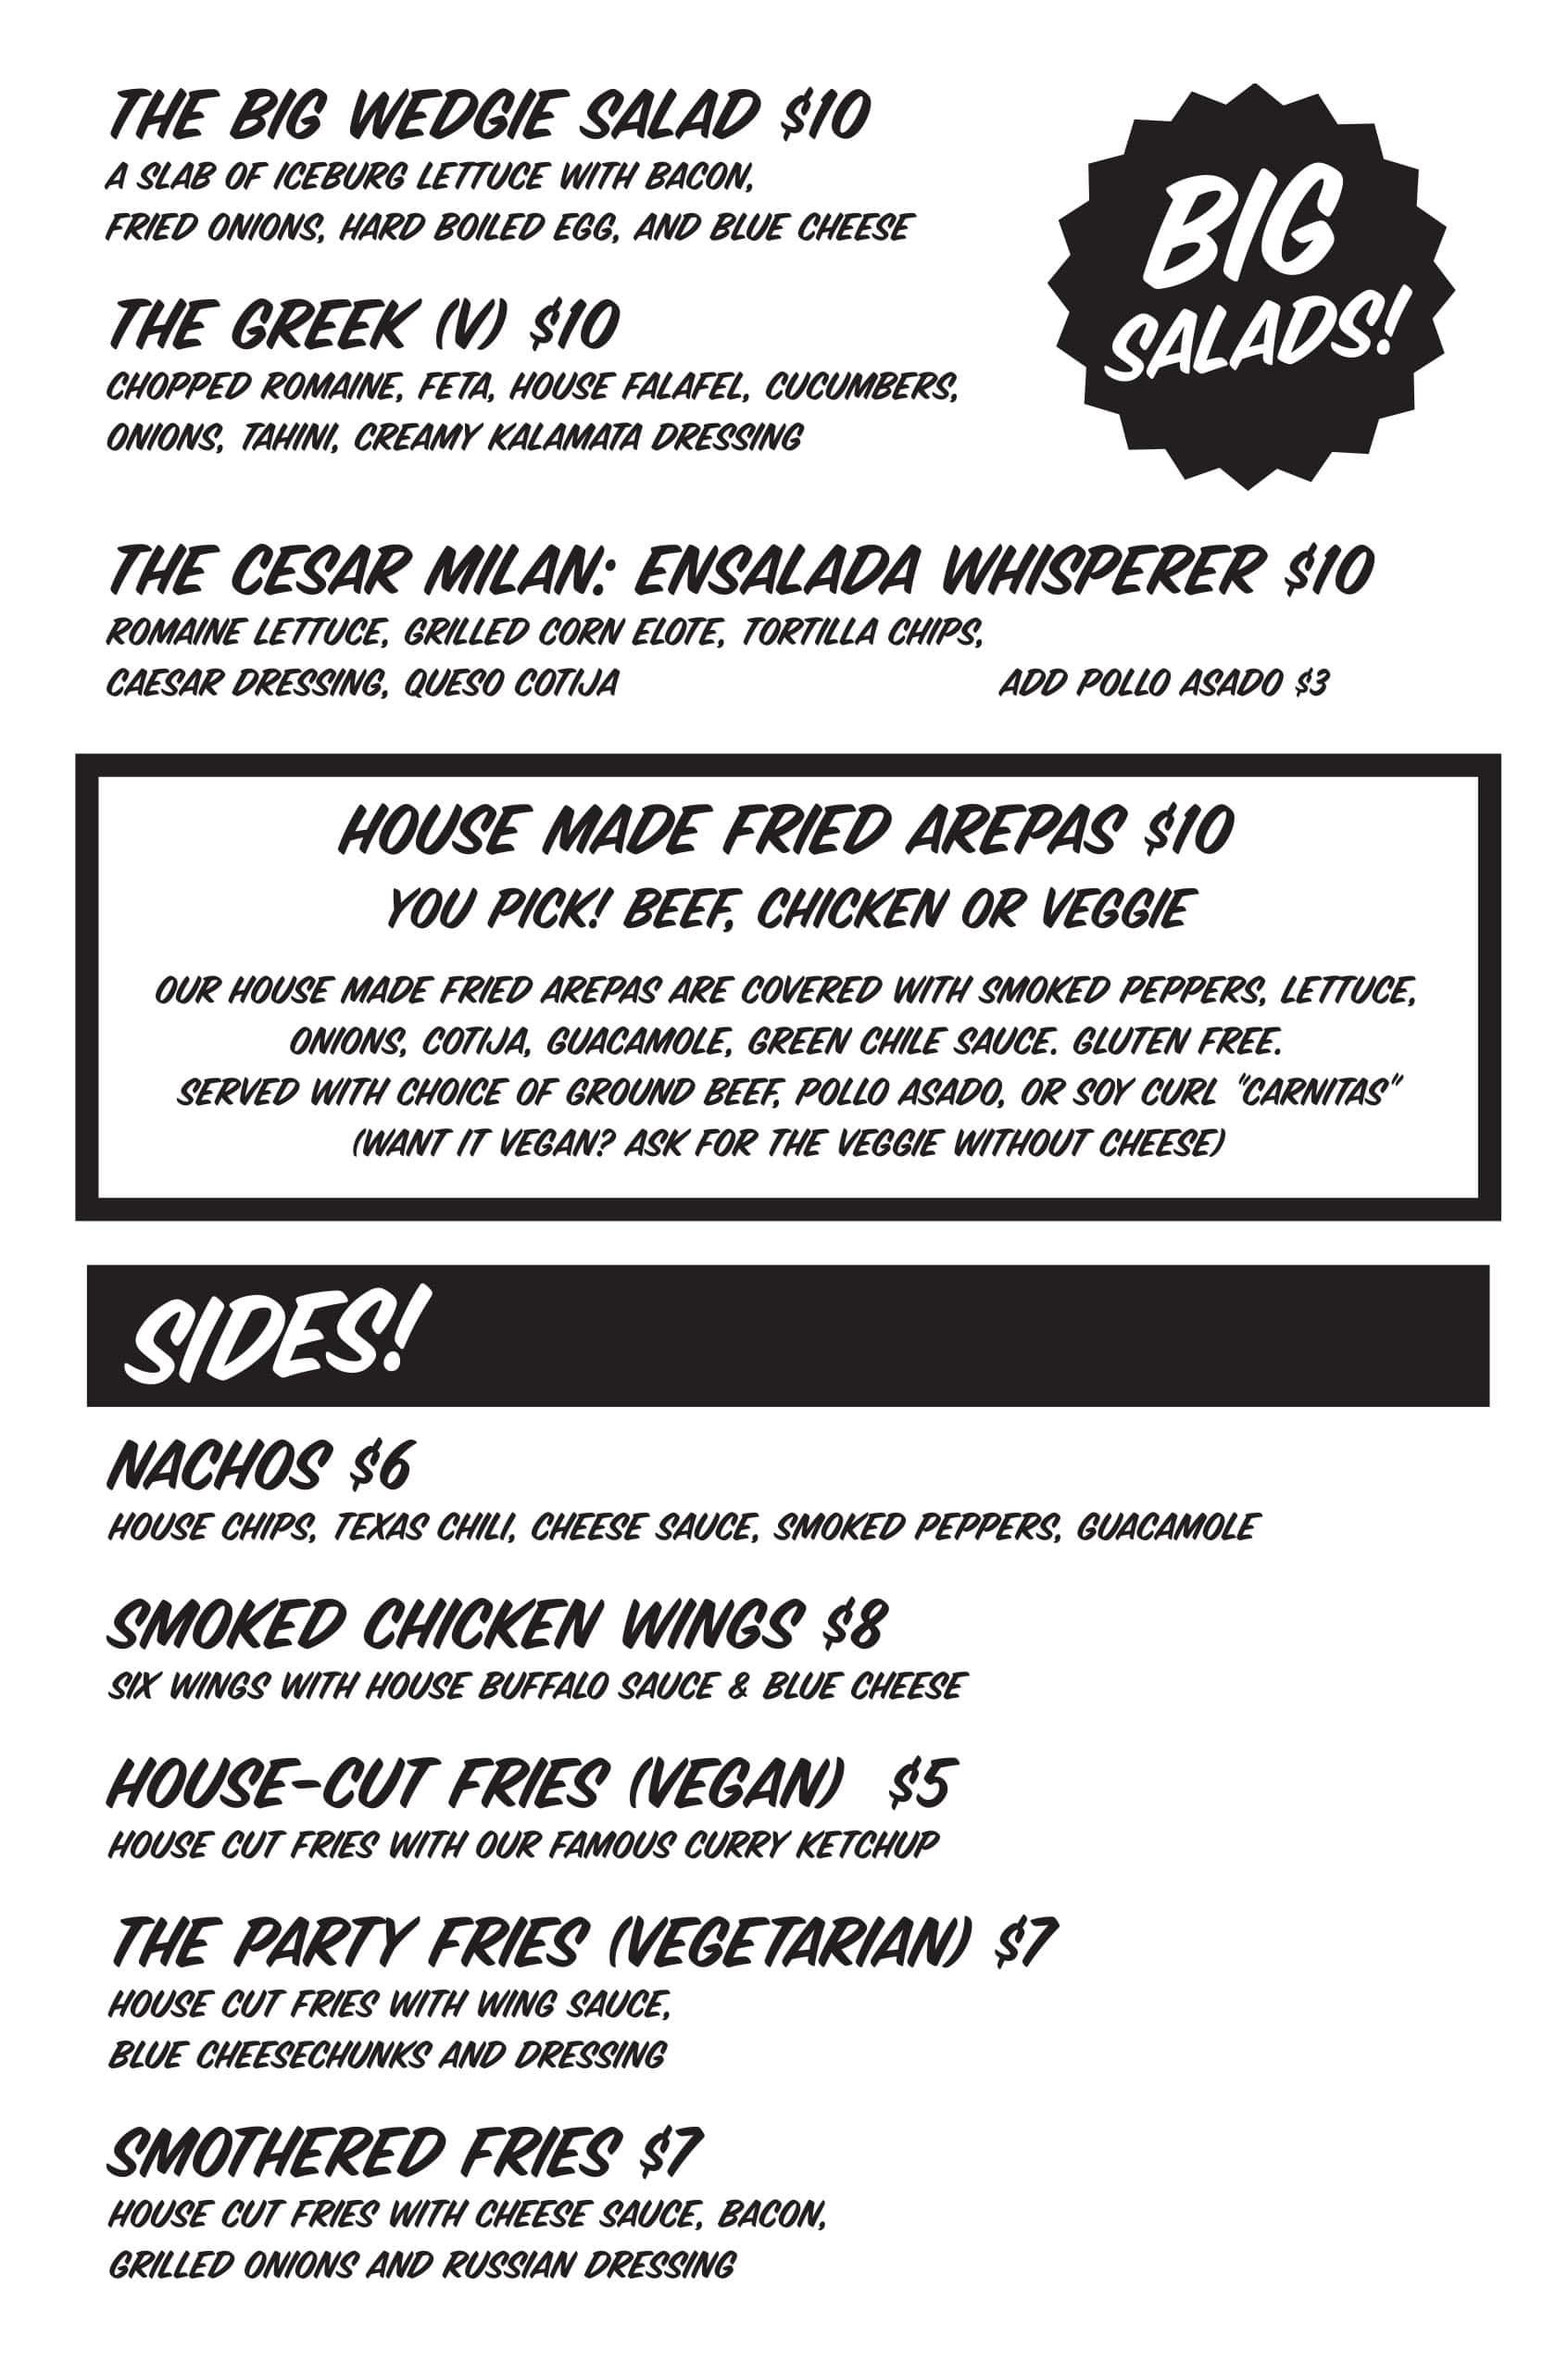 THE BIG WEDGIE SALAD $10
A SLAB OF ICEBURG LETTUCE WITH BACON,
FRIED ONIONS, HARD BOILED EGG, AND BLUE CHEESE
BIG
SALADS!
THE GREEK (V) $10
CHOPPED ROMAINE, FETA, HOUSE FALAFEL, CUCUMBERS,
ONIONS, TAHINI, CREAMY KALAMATA DRESSING
THE CESAR MILAN: ENSALADA WHISPERER $10
ROMAINE LETTUCE, GRILLED CORN ELOTE, TORTILLA CHIPS,
CAESAR DRESSING, QUESO COTIJA ADD POLLO ASADO $3
HOUSE MADE FRIED AREPAS $10
YOU PICK! BEEF, CHICKEN OR VEGGIE
OUR HOUSE MADE FRIED AREPAS ARE COVERED WITH SMOKED PEPPERS, LETTUCE,
ONIONS, COTIJA, GUACAMOLE, GREEN CHILE SAUCE. GLUTEN FREE.
SERVED WITH CHOICE OF GROUND BEEF, POLLO ASADO, OR SOY CURL "CARNITAS"
(WANT IT VEGAN? ASK FOR THE VEGGIE WITHOUT CHEESE)
SIDES!
NACHOS $6
HOUSE CHIPS, TEXAS CHILI, CHEESE SAUCE, SMOKED PEPPERS, GUACAMOLE
SMOKED CHICKEN WINGS $8
SIX WINGS WITH HOUSE BUFFALO SAUCE & BLUE CHEESE
HOUSE-CUT FRIES (VEGAN) $5
HOUSE CUT FRIES WITH OUR FAMOUS CURRY KETCHUP
THE PARTY FRIES (VEGETARIAN) $7
HOUSE CUT FRIES WITH WING SAUCE,
BLUE CHEESECHUNKS AND DRESSING
SMOTHERED FRIES $7
HOUSE CUT FRIES WITH CHEESE SAUCE, BACON,
GRILLED ONIONS AND RUSSIAN DRESSING